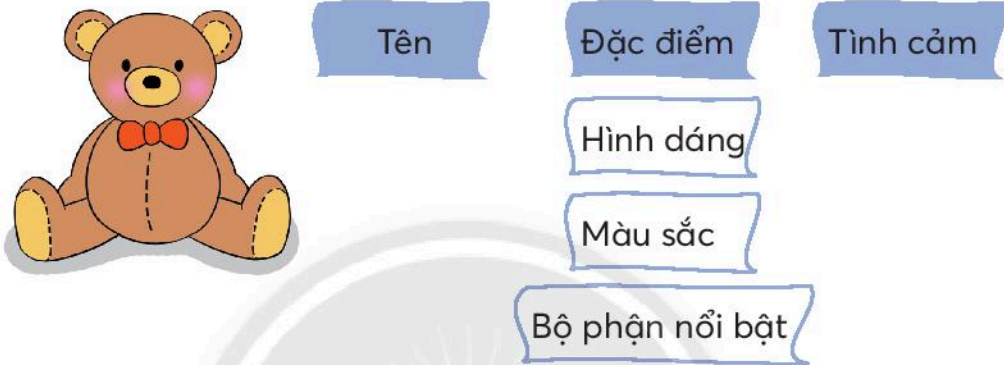 Tên
Đặc điểm
Tình cảm
Hình dáng
Màu sắc
Bộ phận nổi bật